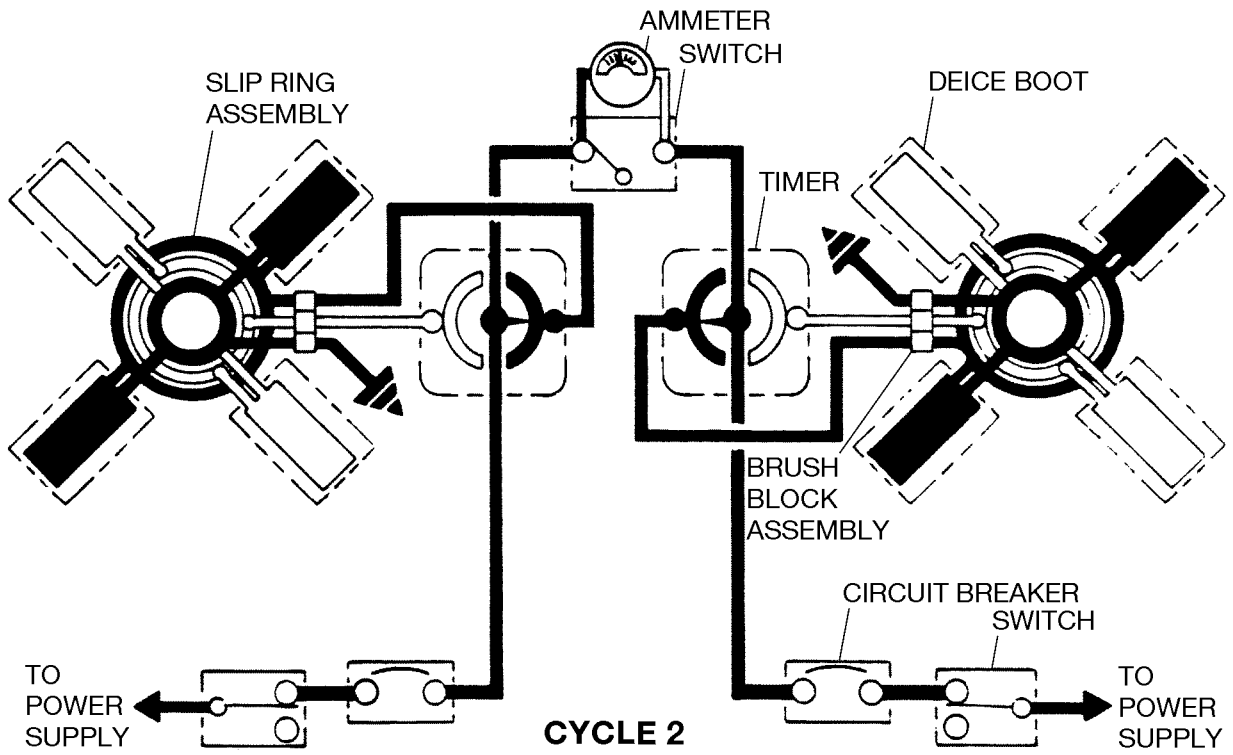 AMMETER
SWITCH
SLIP RING
ASSEMBLY
DEICE BOOT
TIMER
BRUSH
BLOCK
ASSEMBLY
CIRCUIT BREAKER
SWITCH
TO
POWER
SUPPLY
TO
POWER
SUPPLY
CYCLE 2